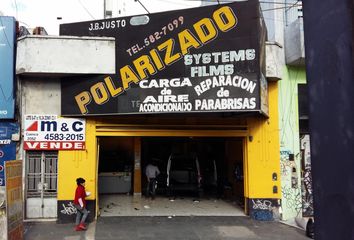 J.B. JUSTO
TEL. 582-7099
POLARIZADO
SYSTEMS
FILMS
CARGA
de
AIRE
ACONDICIONADO
REPARACION
de
PARABRISAS
m & c
4583-2015
VENDE